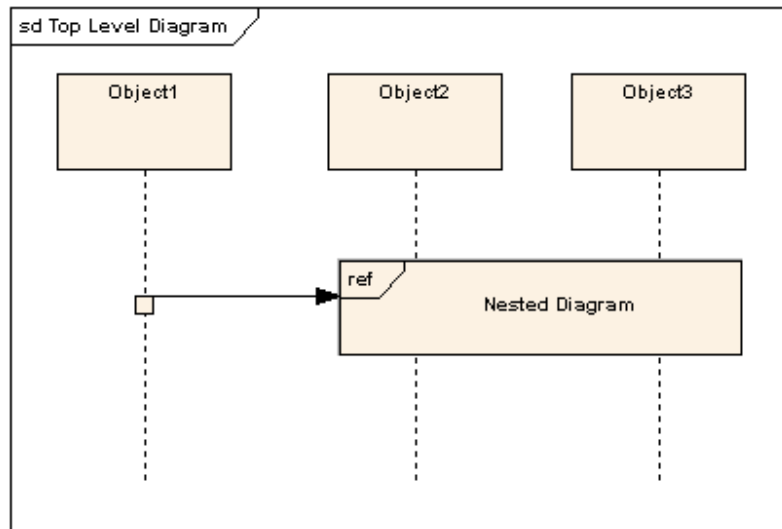 sd Top Level Diagram
Object1 Object2 Object3
ref
Nested Diagram